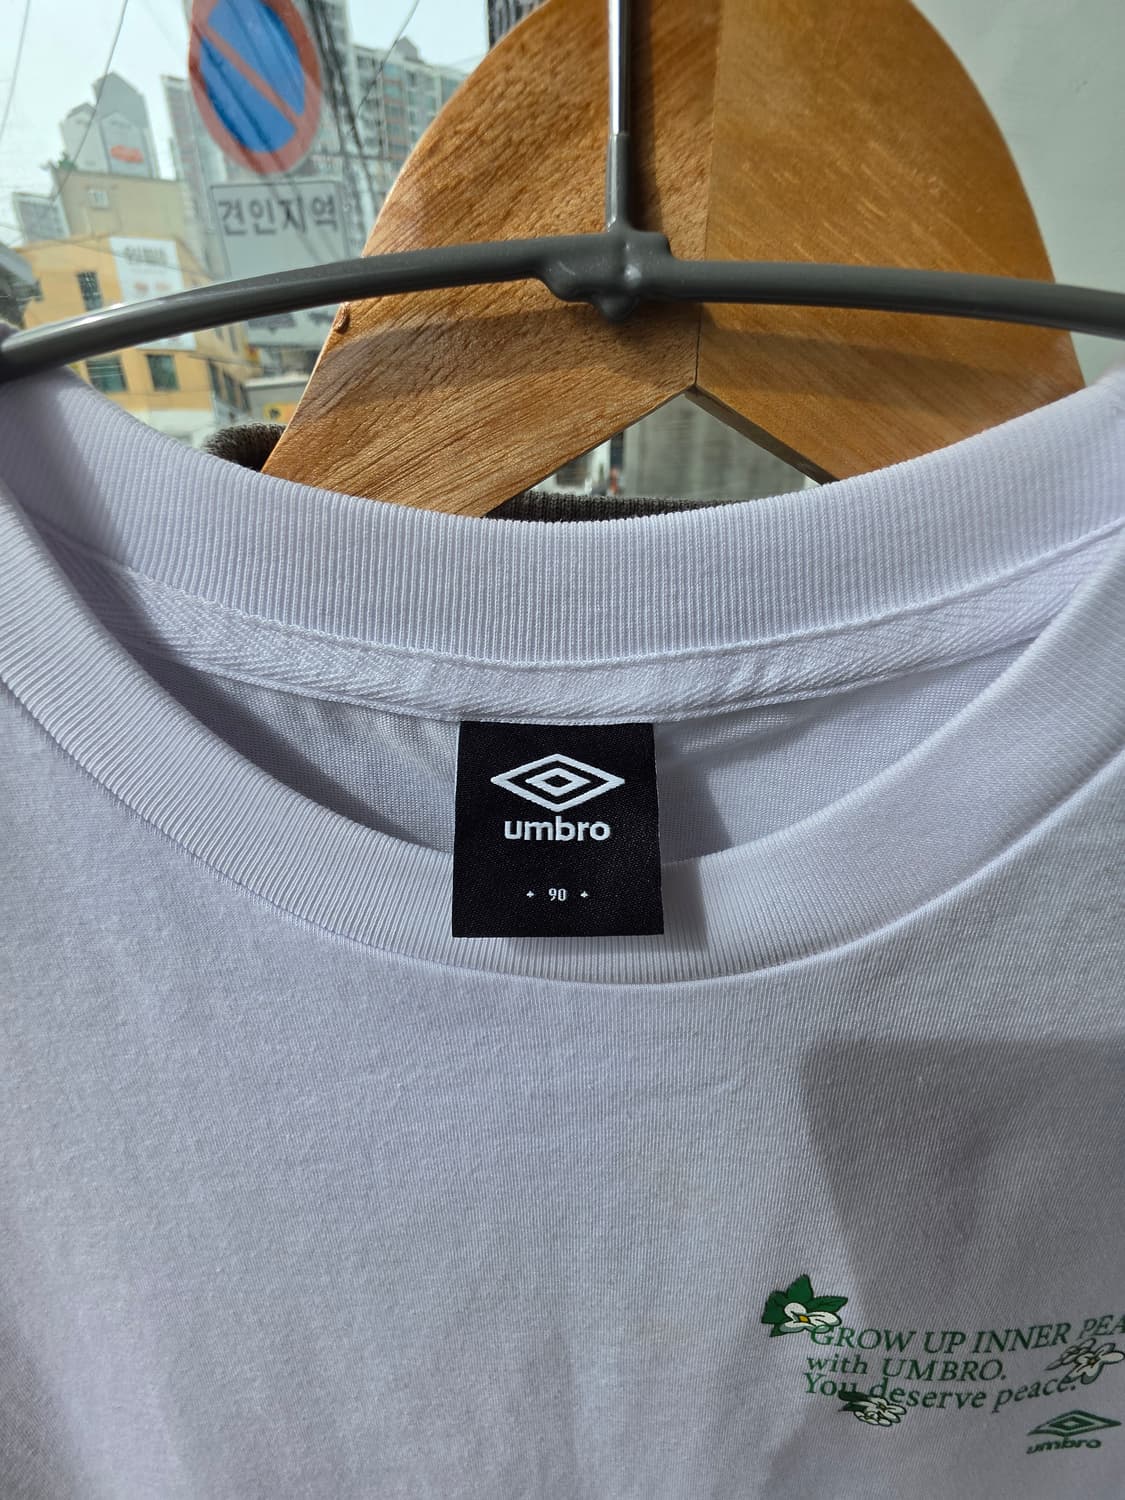 견인지역
umbro
90
GROW UP INNER PEA
with UMBRO.
You deserve peace.
umbro